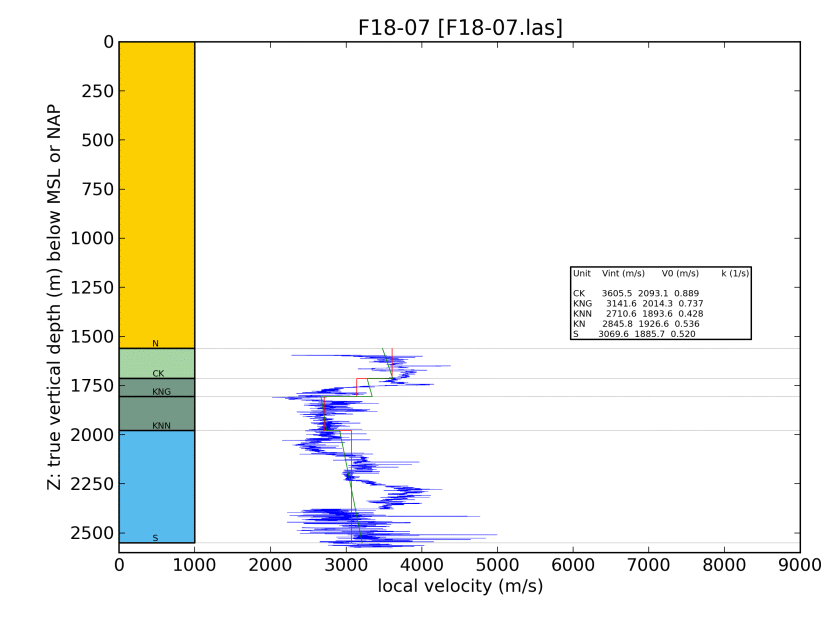 F18-07 [F18-07.las]
Z: true vertical depth (m) below MSL or NAP
0
250
500
750
1000
1250
1500
1750
2000
2250
2500
N
CK
KNG
KNN
S
Unit Vint (m/s) V0 (m/s) k (1/s)
CK 3605.5 2093.1 0.889
KNG 3141.6 2014.3 0.737
KNN 2710.6 1893.6 0.428
KN 2845.8 1926.6 0.536
S 3069.6 1885.7 0.520
0 1000 2000 3000 4000 5000 6000 7000 8000 9000
local velocity (m/s)